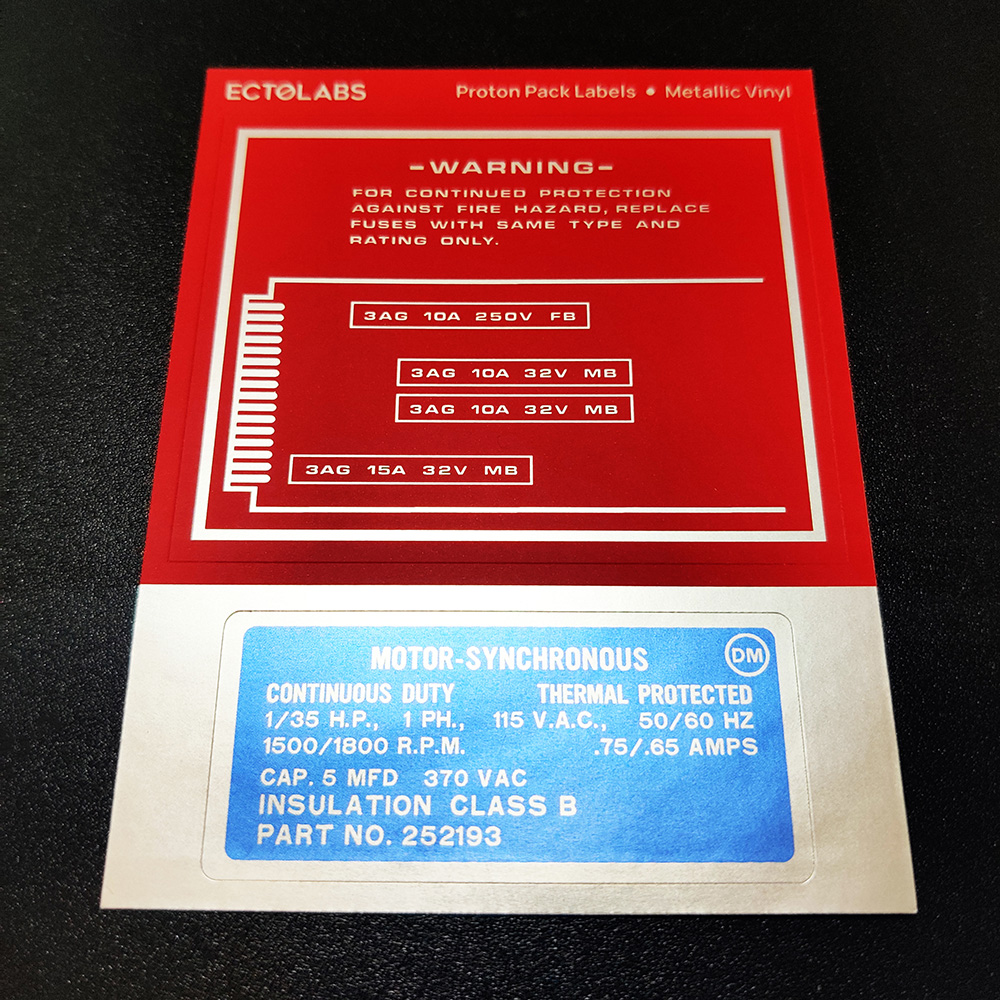 ECTØLABS Proton Pack Labels • Metallic Vinyl
-WARNING-
FOR CONTINUED PROTECTION
AGAINST FIRE HAZARD, REPLACE
FUSES WITH SAME TYPE AND
RATING ONLY.
3AG 10A 250V FB
3AG 10A 32V MB
3AG 10A 32V MB
3AG 15A 32V MB
MOTOR-SYNCHRONOUS DM
CONTINUOUS DUTY THERMAL PROTECTED
1/35 H.P., 1 PH., 115 V.A.C., 50/60 HZ
1500/1800 R.P.M. .75/.65 AMPS
CAP. 5 MFD 370 VAC
INSULATION CLASS B
PART NO. 252193